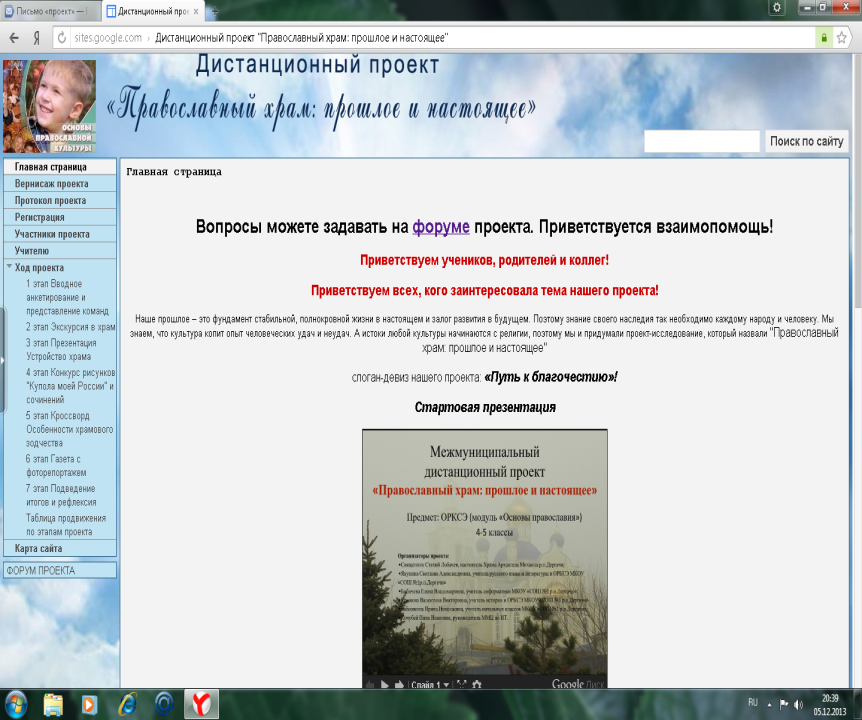 Письмо «проект» —
Дистанционный прое
sites.google.com › Дистанционный проект "Православный храм: прошлое и настоящее"
Дистанционный проект
«Православный храм: прошлое и настоящее»
ОСНОВЫ
ПРАВОСЛАВНОЙ
КУЛЬТУРЫ
Поиск по сайту
Главная страница
Вернисаж проекта
Протокол проекта
Регистрация
Участники проекта
Учителю
Ход проекта
1 этап Вводное
анкетирование и
представление команд
2 этап Экскурсия в храм
3 этап Презентация
Устройство храма
4 этап Конкурс рисунков
"Купола моей России" и
сочинений
5 этап Кроссворд
Особенности храмового
зодчества
6 этап Газета с
фоторепортажем
7 этап Подведение
итогов и рефлексия
Таблица продвижения
по этапам проекта
Карта сайта
ФОРУМ ПРОЕКТА
Главная страница
Вопросы можете задавать на форуме проекта. Приветствуется взаимопомощь!
Приветствуем учеников, родителей и коллег!
Приветствуем всех, кого заинтересовала тема нашего проекта!
Наше прошлое – это фундамент стабильной, полнокровной жизни в настоящем и залог развития в будущем. Поэтому знание своего наследия так необходимо каждому народу и человеку. Мы
знаем, что культура копит опыт человеческих удач и неудач. А истоки любой культуры начинаются с религии, поэтому мы и придумали проект-исследование, который назвали "Православный
храм: прошлое и настоящее"
слоган-девиз нашего проекта: «Путь к благочестию»!
Стартовая презентация
Межмуниципальный
дистанционный проект
«Православный храм: прошлое и настоящее»
Предмет: ОРКСЭ (модуль «Основы православия»)
4-5 классы
Организаторы проекта:
Слайд 1
Google Диск
RU
20:39
05.12.2013